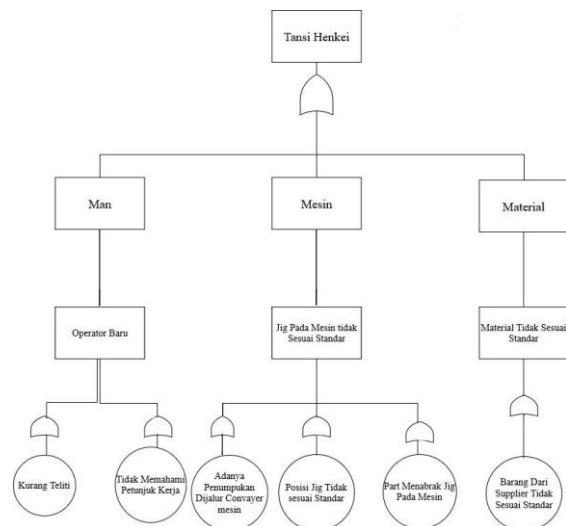 Tansi Henkei
Man
Mesin
Material
Operator Baru
Jig Pada Mesin tidak
Sesuai Standar
Material Tidak Sesuai
Standar
Kurang Teliti
Tidak Memahami
Petunjuk Kerja
Adanya
Penumpukan
Dijalur Convayer
mesin
Posisi Jig Tidak
sesuai Standar
Part Menabrak Jig
Pada Mesin
Barang Dari
Supplier Tidak
Sesuai Standar